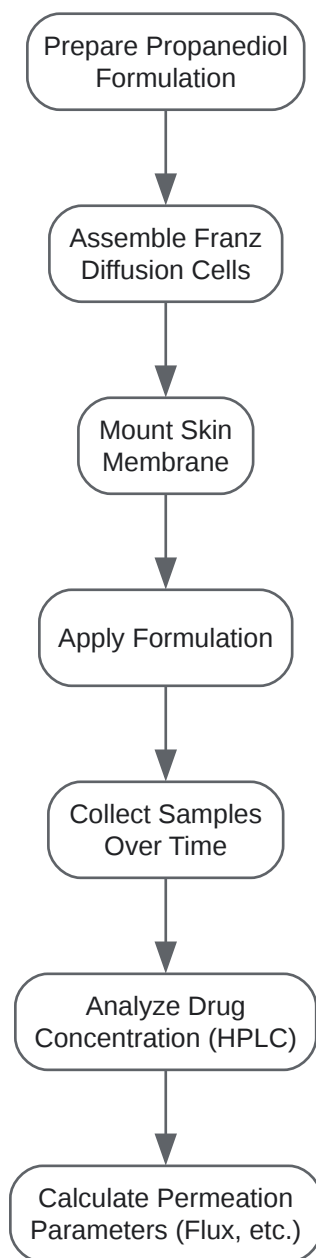 Prepare Propanediol
Formulation
Assemble Franz
Diffusion Cells
Mount Skin
Membrane
Apply Formulation
Collect Samples
Over Time
Analyze Drug
Concentration (HPLC)
Calculate Permeation
Parameters (Flux, etc.)